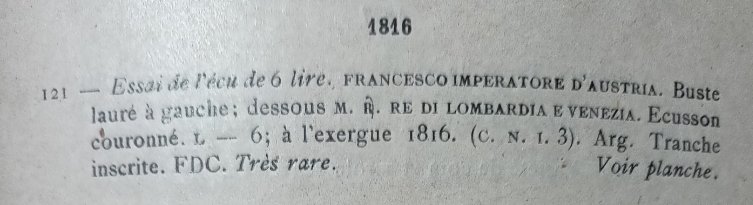 1816
121 — Essai de l'écu de 6 lire. FRANCESCO IMPERATORE D'AUSTRIA. Buste
lauré à gauche; dessous M. R̂. RE DI LOMBARDIA E VENEZIA. Ecusson
couronné. L — 6; à l'exergue 1816. (C. N. I. 3). Arg. Tranche
inscrite. FDC. Très rare. Voir planche.